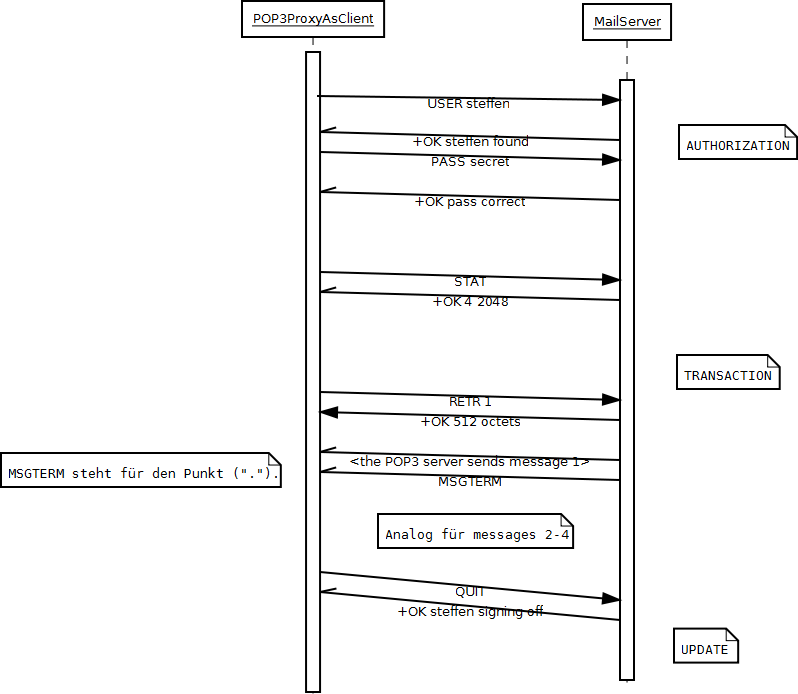 POP3ProxyAsClient
MailServer
USER steffen
+OK steffen found
AUTHORIZATION
PASS secret
+OK pass correct
STAT
+OK 4 2048
TRANSACTION
RETR 1
+OK 512 octets
<the POP3 server sends message 1>
MSGTERM steht für den Punkt (".").
MSGTERM
Analog für messages 2-4
QUIT
+OK steffen signing off
UPDATE